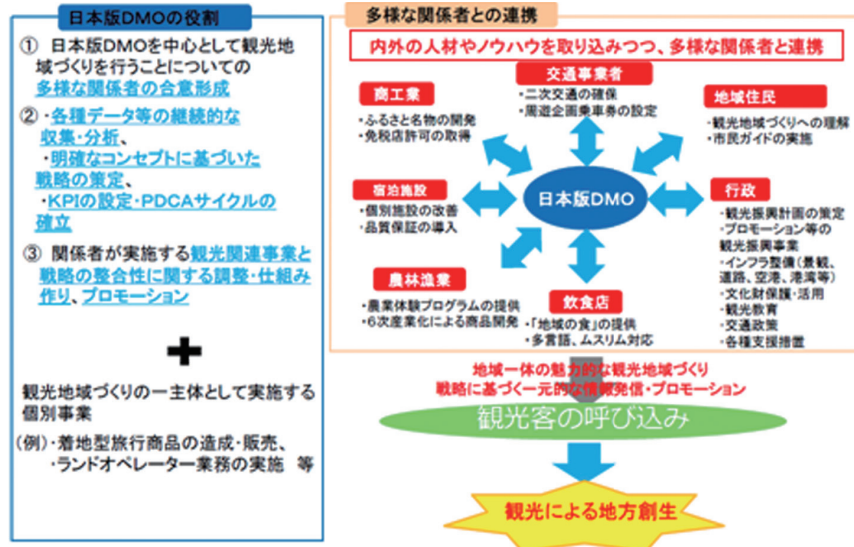 日本版DMOの役割
① 日本版DMOを中心として観光地
域づくりを行うことについての
多様な関係者の合意形成
② ・各種データ等の継続的な
収集・分析、
・明確なコンセプトに基づいた
戦略の策定、
・KPIの設定・PDCAサイクルの
確立
③ 関係者が実施する観光関連事業と
戦略の整合性に関する調整・仕組み
作り、プロモーション
+
観光地域づくりの一主体として実施する
個別事業
(例)・着地型旅行商品の造成・販売、
・ランドオペレーター業務の実施 等
多様な関係者との連携
内外の人材やノウハウを取り込みつつ、多様な関係者と連携
交通事業者
・二次交通の確保
・周遊企画乗車券の設定
商工業
・ふるさと名物の開発
・免税店許可の取得
地域住民
・観光地域づくりへの理解
・市民ガイドの実施
宿泊施設
・個別施設の改善
・品質保証の導入
日本版DMO
行政
・観光振興計画の策定
・プロモーション等の
観光振興事業
・インフラ整備(景観、
道路、空港、港湾等)
・文化財保護・活用
・観光教育
・交通政策
・各種支援措置
農林漁業
・農業体験プログラムの提供
・6次産業化による商品開発
飲食店
・「地域の食」の提供
・多言語、ムスリム対応
地域一体の魅力的な観光地域づくり
戦略に基づく一元的な情報発信・プロモーション
観光客の呼び込み
観光による地方創生